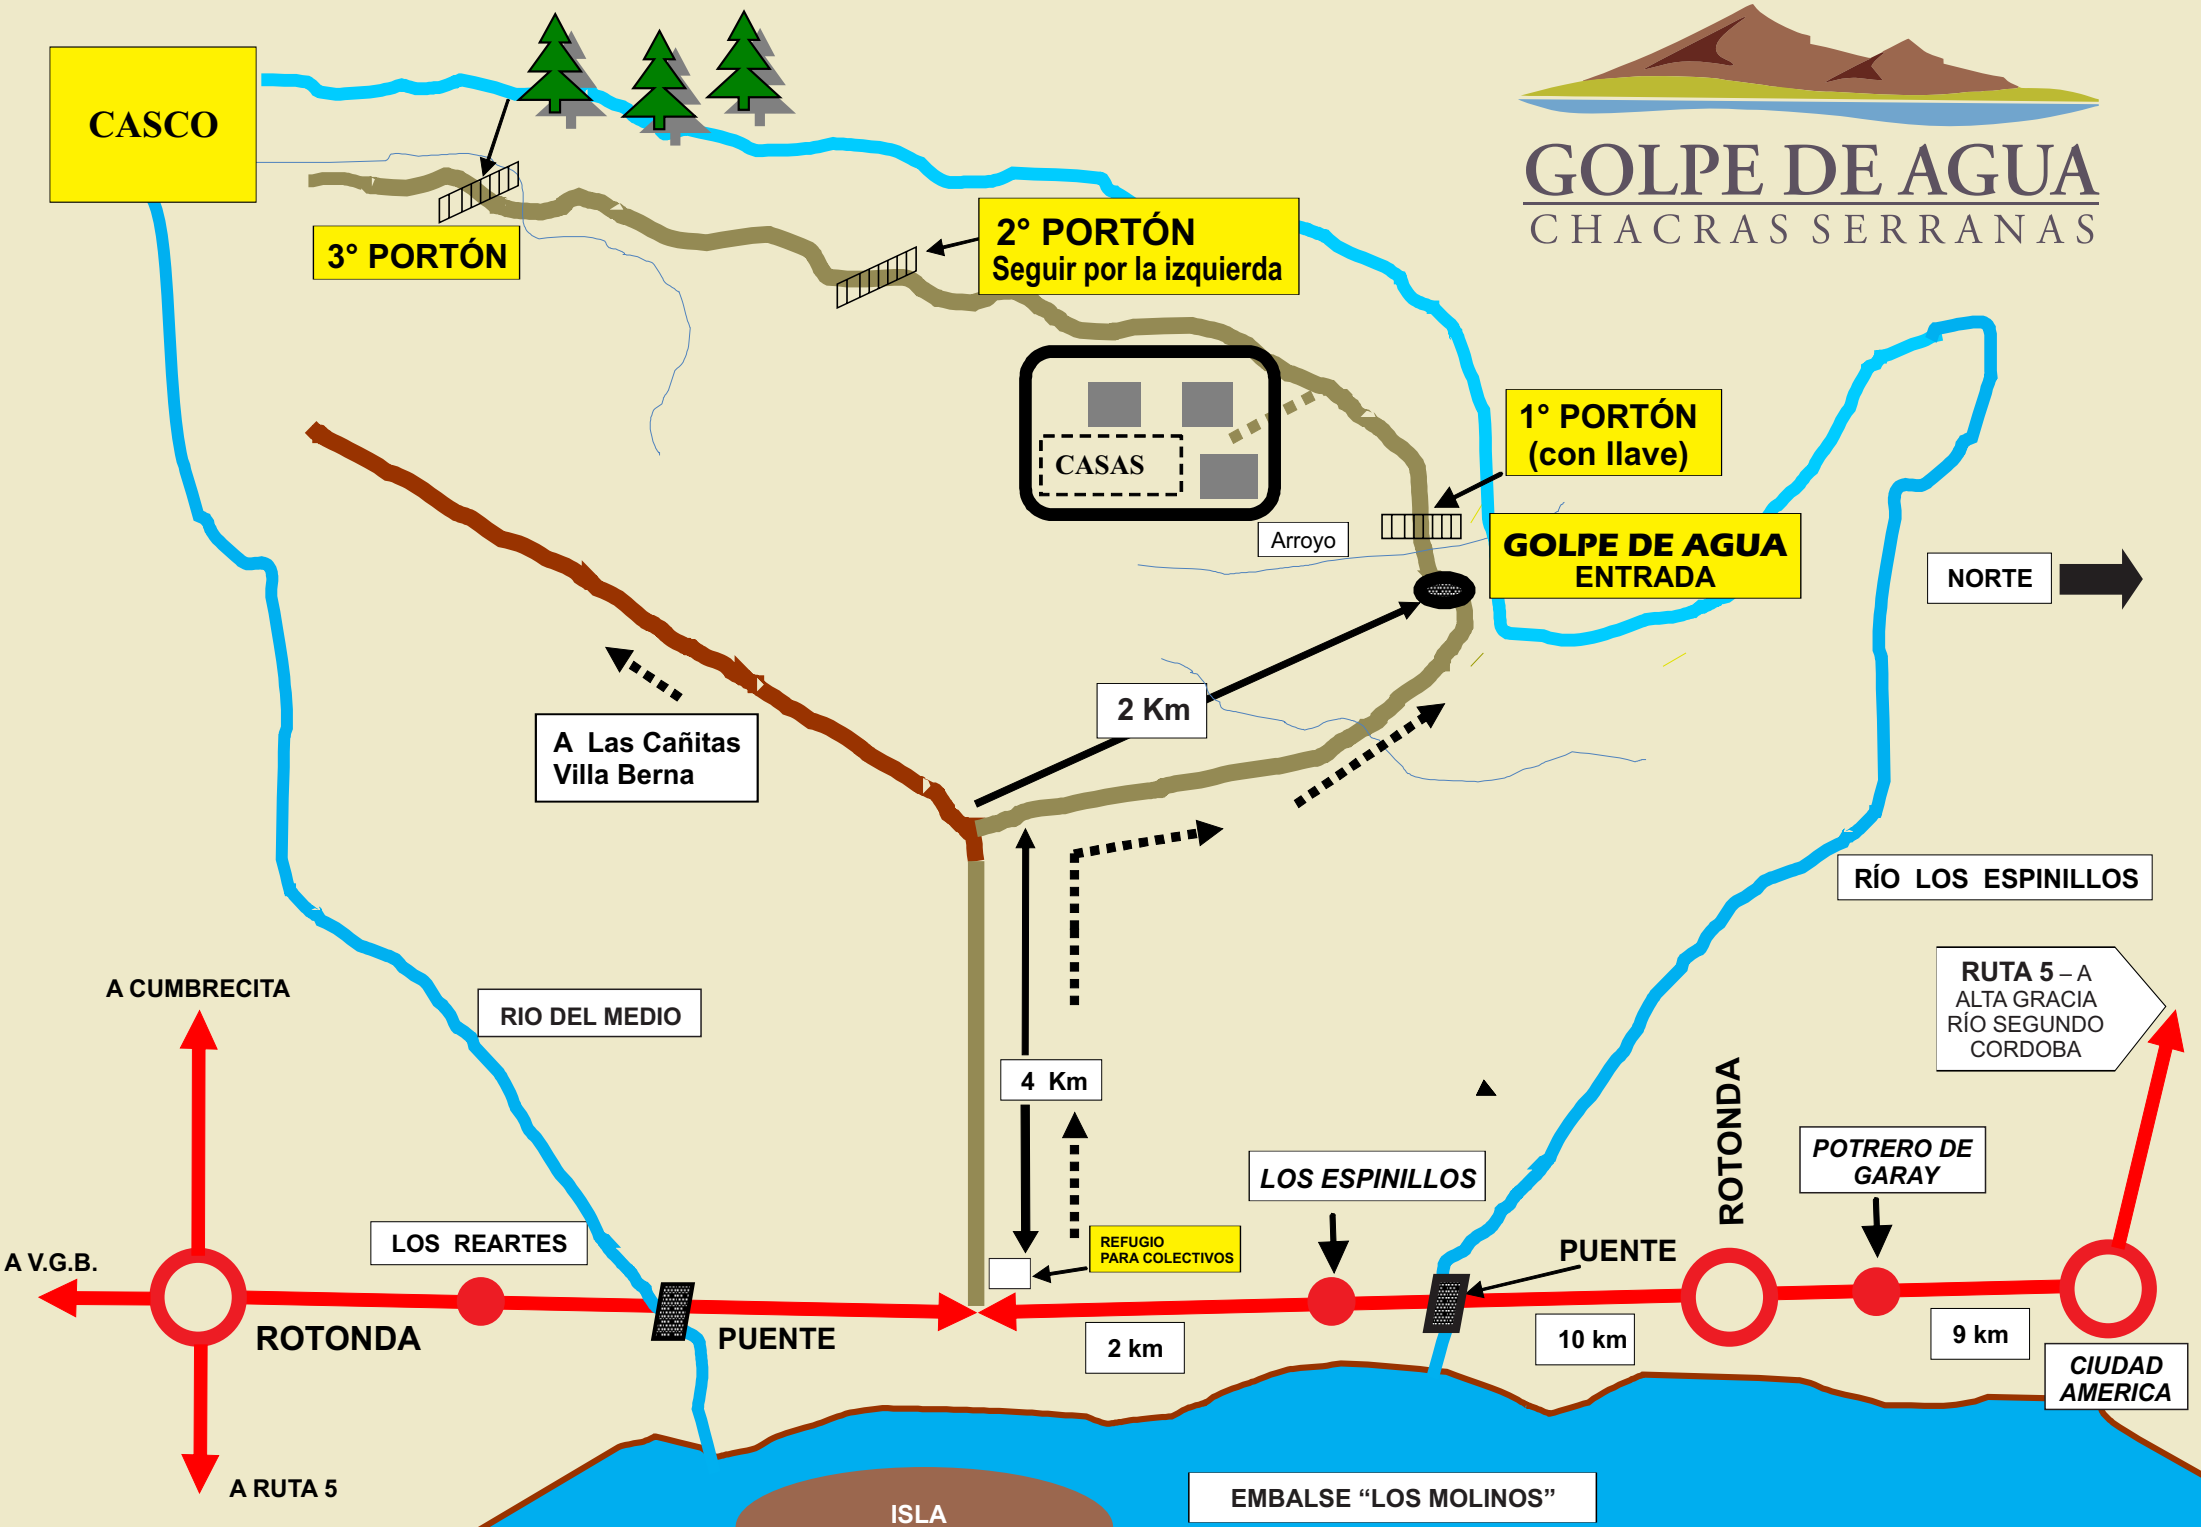 CASCO
GOLPE DE AGUA
CHACRAS SERRANAS
3° PORTÓN
2° PORTÓN
Seguir por la izquierda
1° PORTÓN
(con llave)
CASAS
Arroyo
GOLPE DE AGUA
ENTRADA
NORTE
2 Km
A Las Cañitas
Villa Berna
RÍO LOS ESPINILLOS
A CUMBRECITA
RIO DEL MEDIO
RUTA 5 – A
ALTA GRACIA
RÍO SEGUNDO
CORDOBA
4 Km
ROTONDA
LOS ESPINILLOS
POTRERO DE
GARAY
A V.G.B.
LOS REARTES
REFUGIO
PARA COLECTIVOS
PUENTE
ROTONDA
PUENTE
2 km
10 km
9 km
CIUDAD
AMERICA
A RUTA 5
ISLA
EMBALSE “LOS MOLINOS”